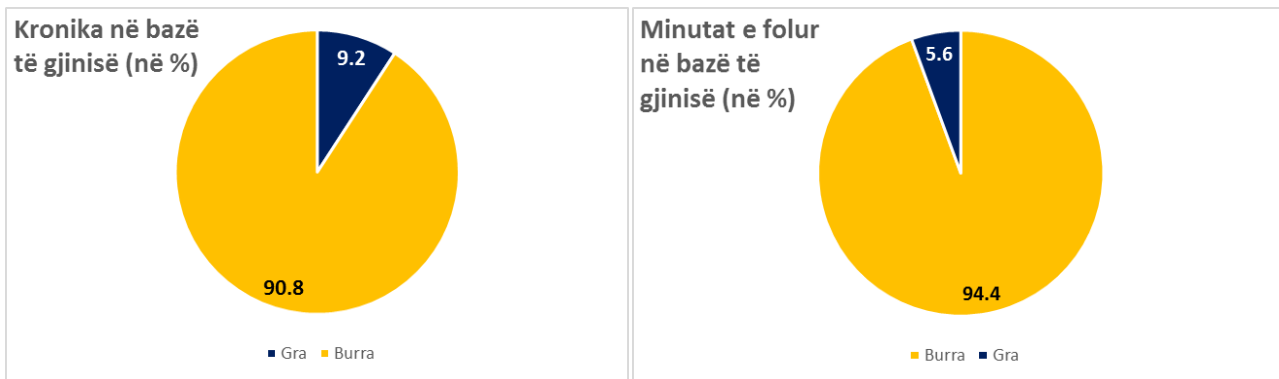 Kronika në bazë
të gjinisë (në %)
9.2
90.8
Gra Burra
Minutat e folur
në bazë të
gjinisë (në %)
5.6
94.4
Burra Gra